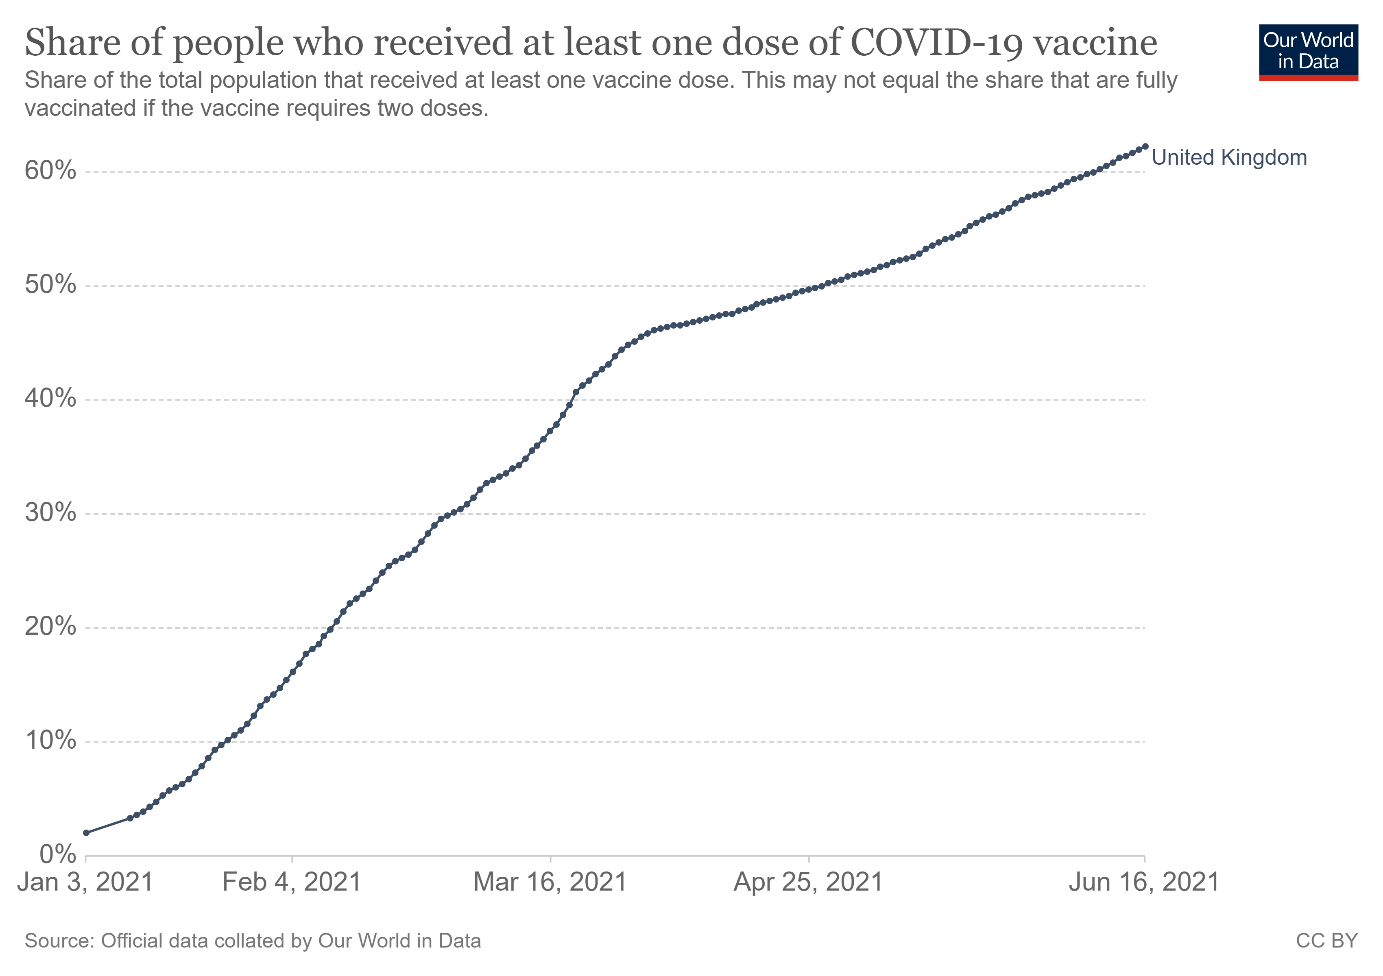 Share of people who received at least one dose of COVID-19 vaccine
Our World
in Data
Share of the total population that received at least one vaccine dose. This may not equal the share that are fully
vaccinated if the vaccine requires two doses.
60%
United Kingdom
50%
40%
30%
20%
10%
0%
Jan 3, 2021 Feb 4, 2021 Mar 16, 2021 Apr 25, 2021 Jun 16, 2021
Source: Official data collated by Our World in Data
CC BY